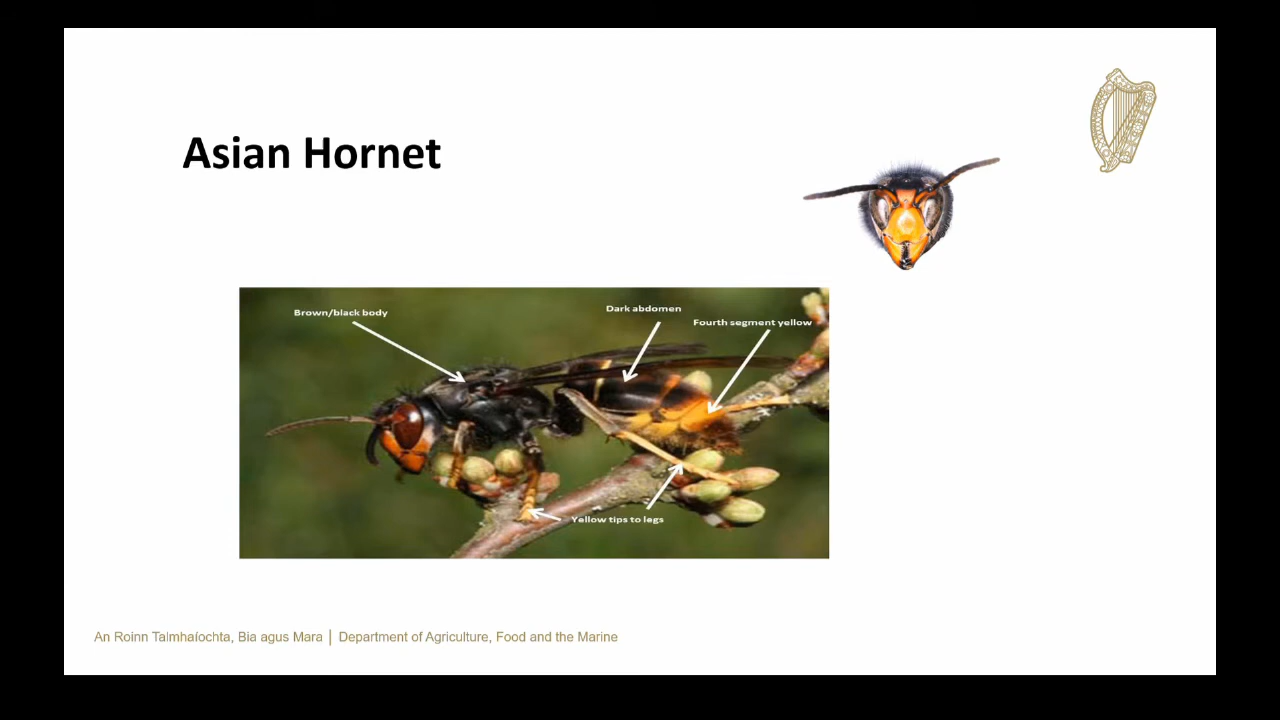 Asian Hornet
Brown/black body
Dark abdomen
Fourth segment yellow
Yellow tips to legs
An Roinn Talmhaíochta, Bia agus Mara | Department of Agriculture, Food and the Marine